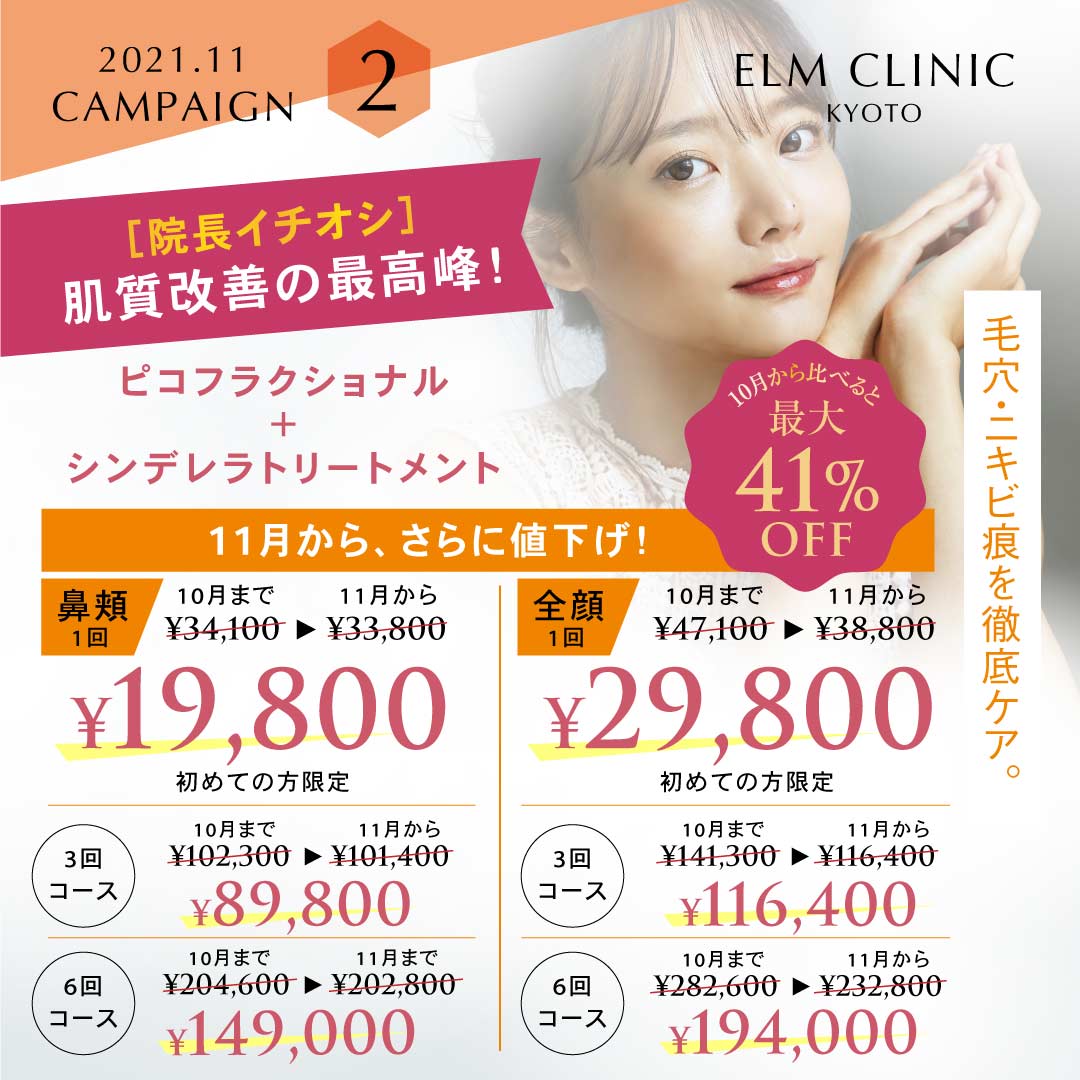 2021.11
CAMPAIGN
2
ELM CLINIC
KYOTO
[院長イチオシ]
肌質改善の最高峰!
ピコフラクショナル
+
シンデレラトリートメント
10月から比べると
最大
41%
OFF
毛穴・ニキビ痕を徹底ケア。
11月から、さらに値下げ!
鼻頬
1回
10月まで 11月から
¥34,100 ▶ ¥33,800
¥19,800
初めての方限定
3回
コース
10月まで 11月から
¥102,300 ▶ ¥101,400
¥89,800
6回
コース
10月まで 11月まで
¥204,600 ▶ ¥202,800
¥149,000
全顔
1回
10月まで 11月から
¥47,100 ▶ ¥38,800
¥29,800
初めての方限定
3回
コース
10月まで 11月から
¥141,300 ▶ ¥116,400
¥116,400
6回
コース
10月まで 11月から
¥282,600 ▶ ¥232,800
¥194,000